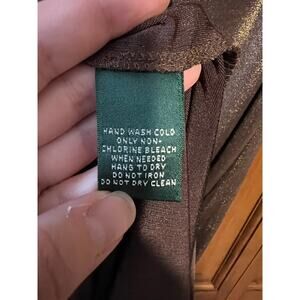 HAND WASH COLD
ONLY NON-
CHLORINE BLEACH
WHEN NEEDED
HANG TO DRY
DO NOT IRON
DO NOT DRY CLEAN